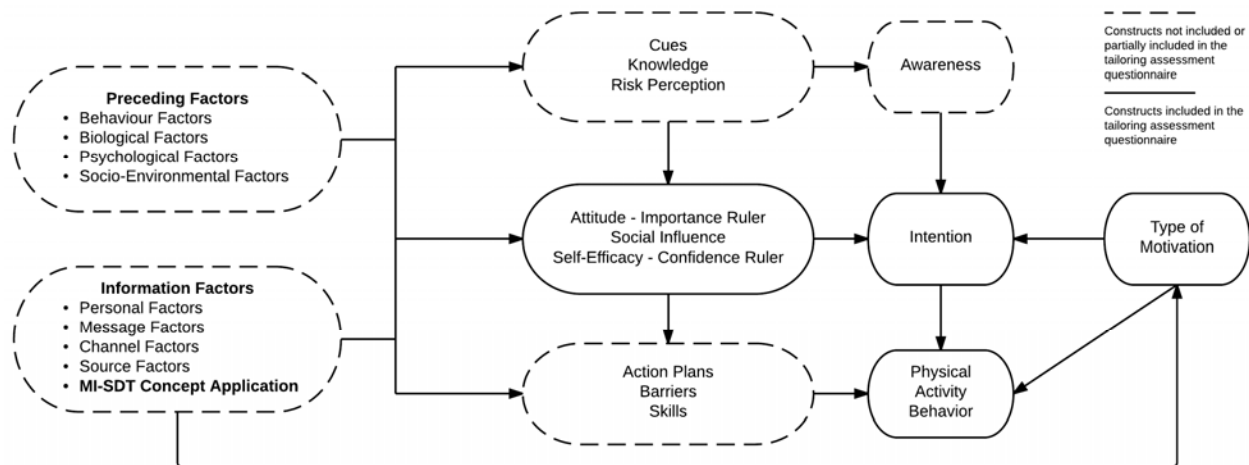 Preceding Factors
• Behaviour Factors
• Biological Factors
• Psychological Factors
• Socio-Environmental Factors
Information Factors
• Personal Factors
• Message Factors
• Channel Factors
• Source Factors
• MI-SDT Concept Application
Cues
Knowledge
Risk Perception
Attitude - Importance Ruler
Social Influence
Self-Efficacy - Confidence Ruler
Action Plans
Barriers
Skills
Awareness
Intention
Physical
Activity
Behavior
Type of
Motivation
Constructs not included or
partially included in the
tailoring assessment
questionnaire
Constructs included in the
tailoring assessment
questionnaire